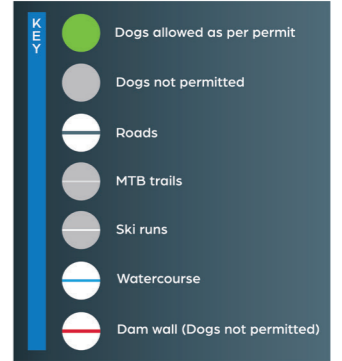 KEY
Dogs allowed as per permit
Dogs not permitted
Roads
MTB trails
Ski runs
Watercourse
Dam wall (Dogs not permitted)